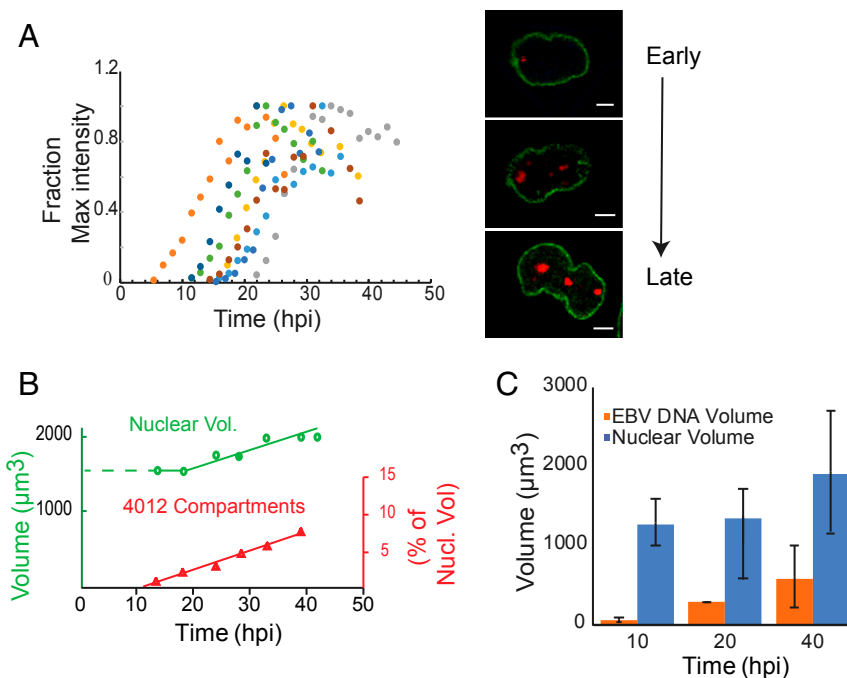 A
Fraction
Max intensity
1.2
0.8
0.4
0
0 10 20 30 40 50
Time (hpi)
Early
Late
B
Nuclear Vol.
4012 Compartments
Volume (µm3)
2000
1000
15
10
5
(% of
Nucl. Vol)
0 10 20 30 40 50
Time (hpi)
C
EBV DNA Volume
Nuclear Volume
Volume (µm³)
3000
2000
1000
0
10 20 40
Time (hpi)